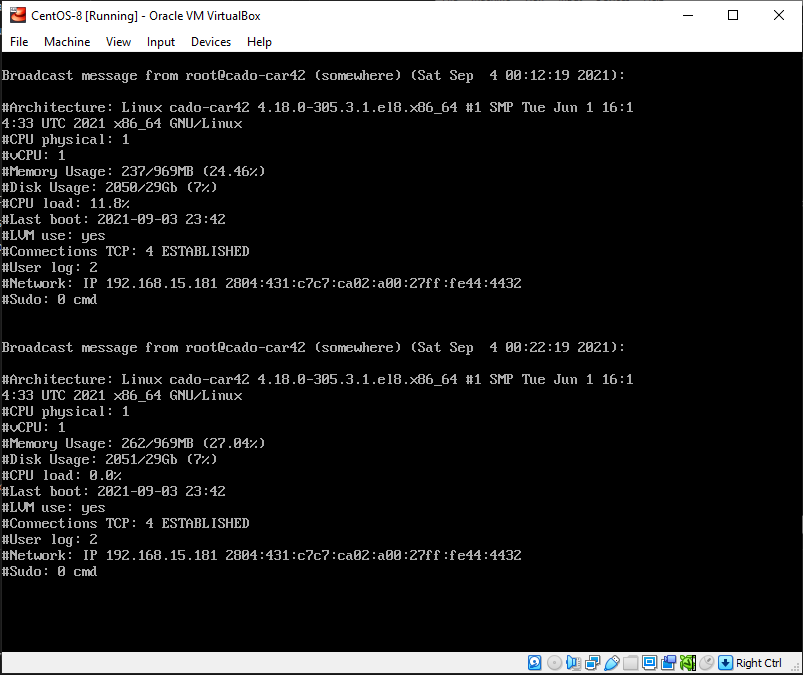 CentOS-8 [Running] - Oracle VM VirtualBox
File Machine View Input Devices Help
Broadcast message from root@cado-car42 (somewhere) (Sat Sep  4 00:12:19 2021):
#Architecture: Linux cado-car42 4.18.0-305.3.1.el8.x86_64 #1 SMP Tue Jun 1 16:1
4:33 UTC 2021 x86_64 GNU/Linux
#CPU physical: 1
#vCPU: 1
#Memory Usage: 237/969MB (24.46%)
#Disk Usage: 2050/29Gb (7%)
#CPU load: 11.8%
#Last boot: 2021-09-03 23:42
#LVM use: yes
#Connections TCP: 4 ESTABLISHED
#User log: 2
#Network: IP 192.168.15.181 2804:431:c7c7:ca02:a00:27ff:fe44:4432
#Sudo: 0 cmd
Broadcast message from root@cado-car42 (somewhere) (Sat Sep  4 00:22:19 2021):
#Architecture: Linux cado-car42 4.18.0-305.3.1.el8.x86_64 #1 SMP Tue Jun 1 16:1
4:33 UTC 2021 x86_64 GNU/Linux
#CPU physical: 1
#vCPU: 1
#Memory Usage: 262/969MB (27.04%)
#Disk Usage: 2051/29Gb (7%)
#CPU load: 0.0%
#Last boot: 2021-09-03 23:42
#LVM use: yes
#Connections TCP: 4 ESTABLISHED
#User log: 2
#Network: IP 192.168.15.181 2804:431:c7c7:ca02:a00:27ff:fe44:4432
#Sudo: 0 cmd
Right Ctrl